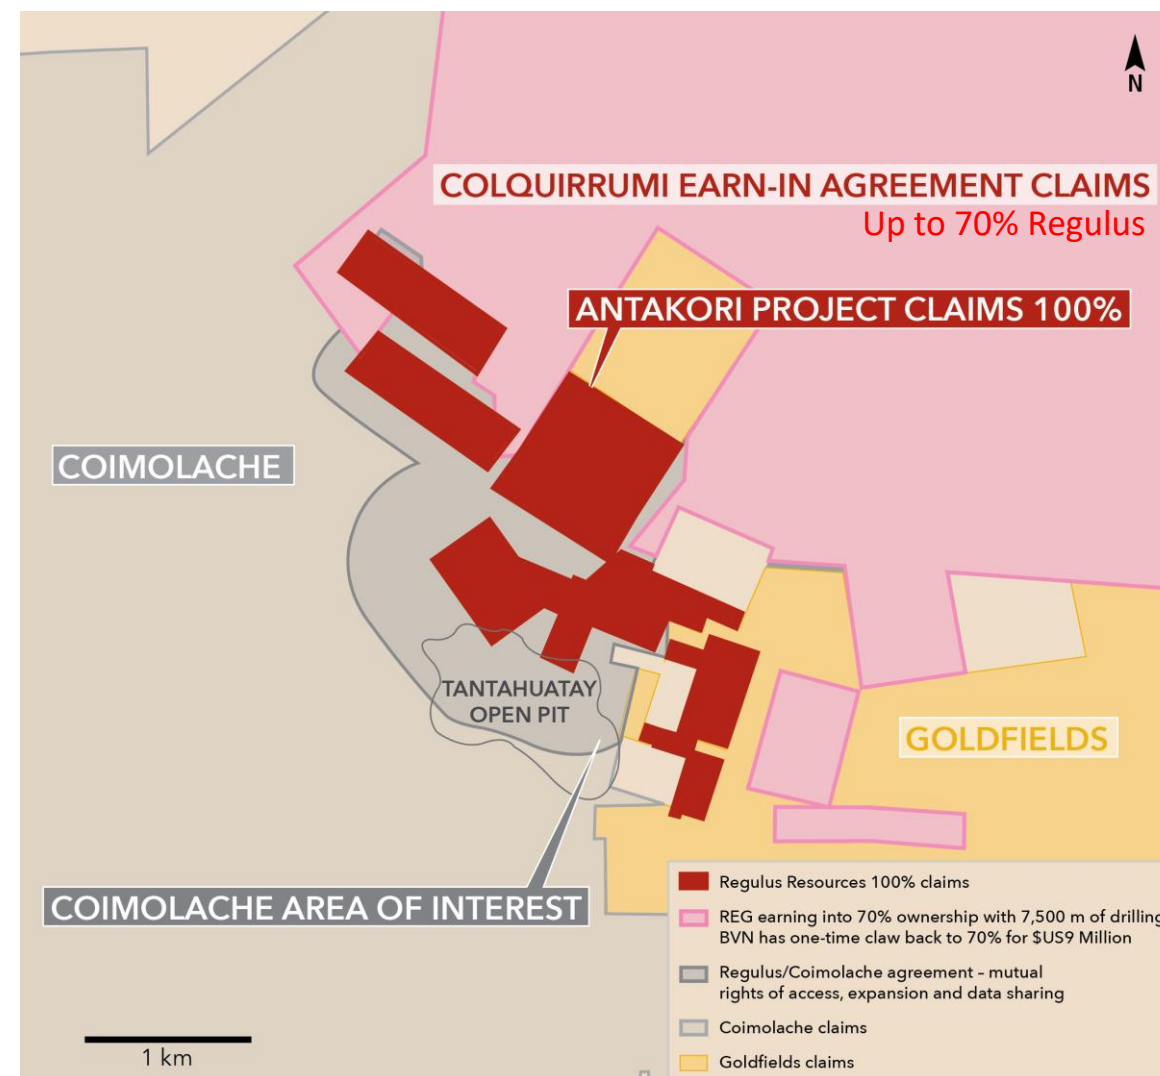 N
COLQUIRRUMI EARN-IN AGREEMENT CLAIMS
Up to 70% Regulus
ANTAKORI PROJECT CLAIMS 100%
COIMOLACHE
TANTAHUATAY
OPEN PIT
GOLDFIELDS
COIMOLACHE AREA OF INTEREST
Regulus Resources 100% claims
REG earning into 70% ownership with 7,500 m of drilling
BVN has one-time claw back to 70% for $US9 Million
Regulus/Coimolache agreement – mutual
rights of access, expansion and data sharing
Coimolache claims
Goldfields claims
1 km